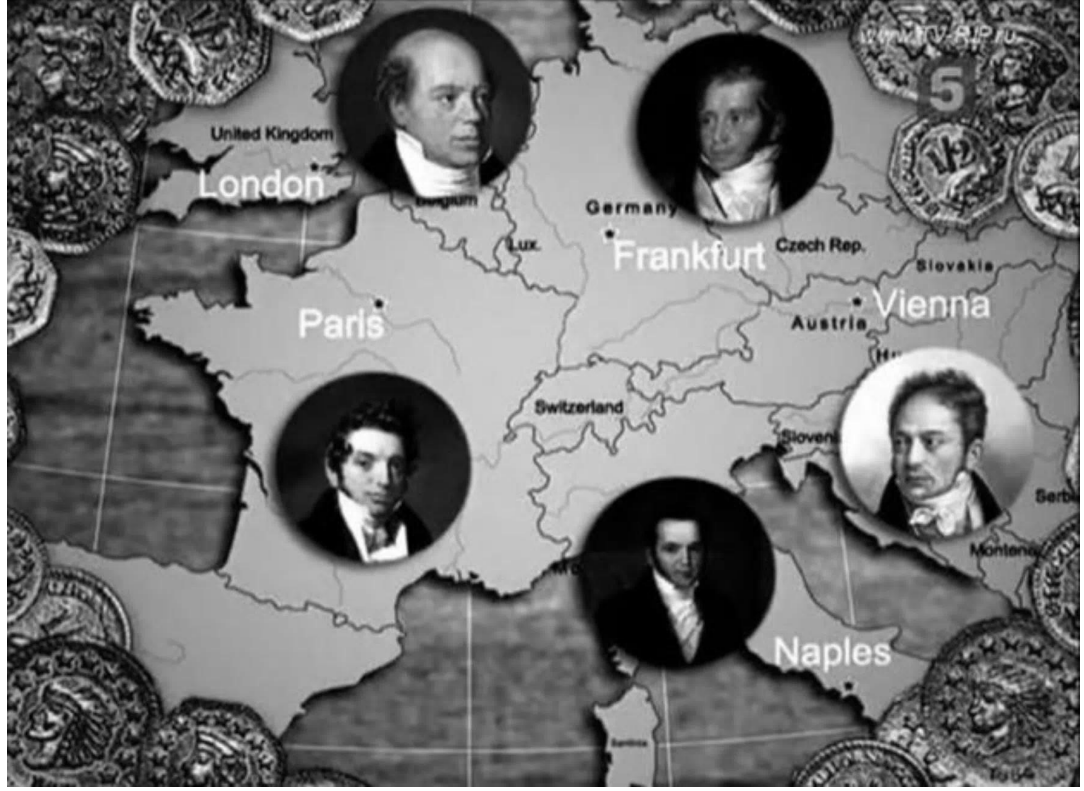 www.TV-RIP.ru
5
United Kingdom
London
Belgium
Germany
Lux.
Frankfurt
Czech Rep.
Slovakia
Paris
Vienna
Austria
Switzerland
Naples